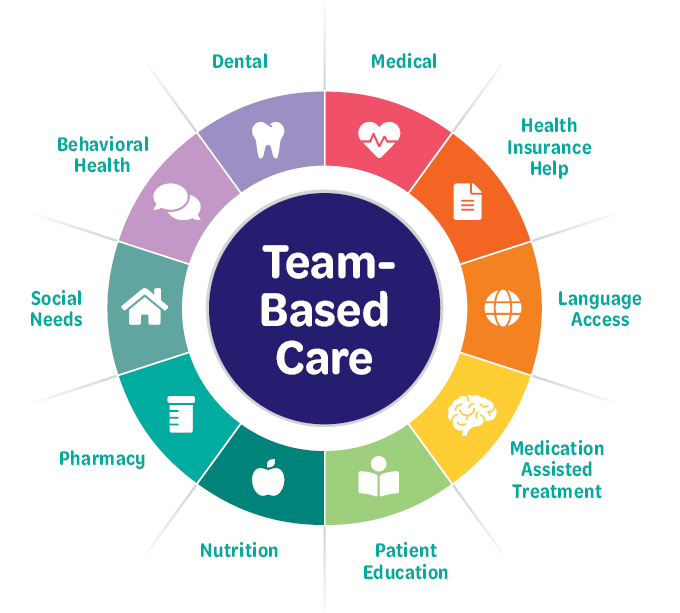 Dental
Medical
Behavioral
Health
Health
Insurance
Help
Team-
Based
Care
Social
Needs
Language
Access
Pharmacy
Medication
Assisted
Treatment
Nutrition
Patient
Education